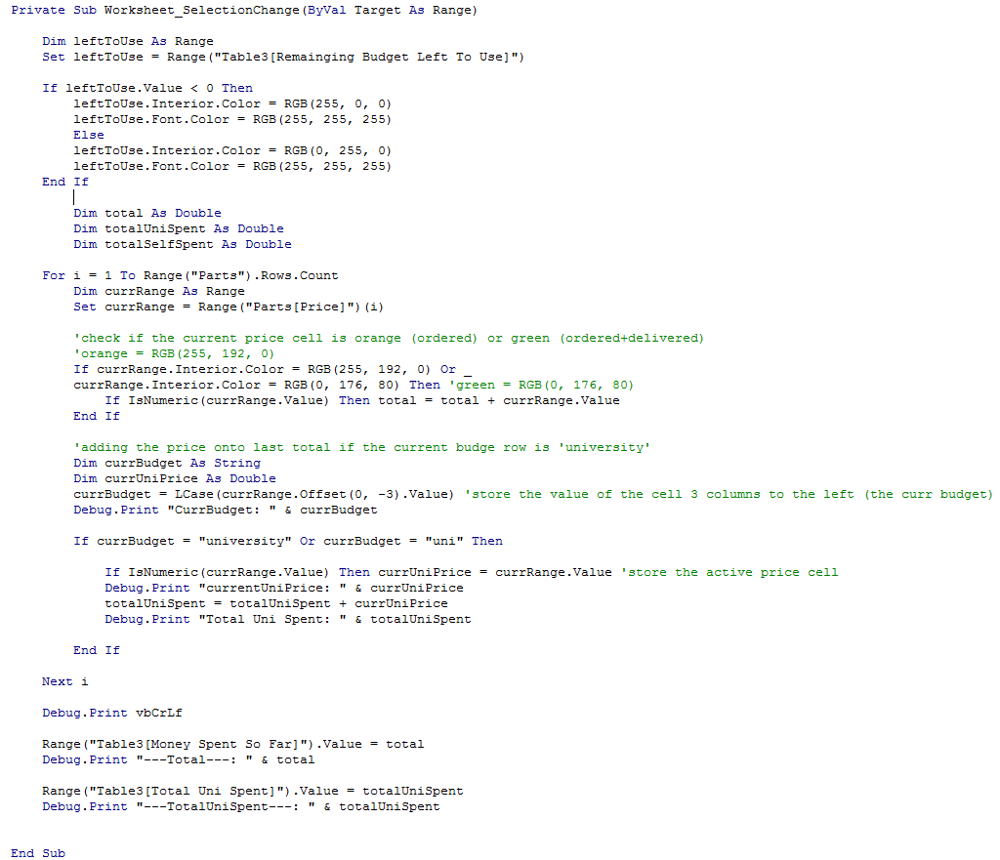 Private Sub Worksheet_SelectionChange(ByVal Target As Range)
Dim leftToUse As Range
Set leftToUse = Range("Table3[Remainging Budget Left To Use]")
If leftToUse.Value < 0 Then
leftToUse.Interior.Color = RGB(255, 0, 0)
leftToUse.Font.Color = RGB(255, 255, 255)
Else
leftToUse.Interior.Color = RGB(0, 255, 0)
leftToUse.Font.Color = RGB(255, 255, 255)
End If
Dim total As Double
Dim totalUniSpent As Double
Dim totalSelfSpent As Double
For i = 1 To Range("Parts").Rows.Count
Dim currRange As Range
Set currRange = Range("Parts[Price]")(i)
'check if the current price cell is orange (ordered) or green (ordered+delivered)
'orange = RGB(255, 192, 0)
If currRange.Interior.Color = RGB(255, 192, 0) Or _
currRange.Interior.Color = RGB(0, 176, 80) Then 'green = RGB(0, 176, 80)
If IsNumeric(currRange.Value) Then total = total + currRange.Value
End If
'adding the price onto last total if the current budge row is 'university'
Dim currBudget As String
Dim currUniPrice As Double
currBudget = LCase(currRange.Offset(0, -3).Value) 'store the value of the cell 3 columns to the left (the curr budget)
Debug.Print "CurrBudget: " & currBudget
If currBudget = "university" Or currBudget = "uni" Then
If IsNumeric(currRange.Value) Then currUniPrice = currRange.Value 'store the active price cell
Debug.Print "currentUniPrice: " & currUniPrice
totalUniSpent = totalUniSpent + currUniPrice
Debug.Print "Total Uni Spent: " & totalUniSpent
End If
Next i
Debug.Print vbCrLf
Range("Table3[Money Spent So Far]").Value = total
Debug.Print "---Total---: " & total
Range("Table3[Total Uni Spent]").Value = totalUniSpent
Debug.Print "---TotalUniSpent---: " & totalUniSpent
End Sub